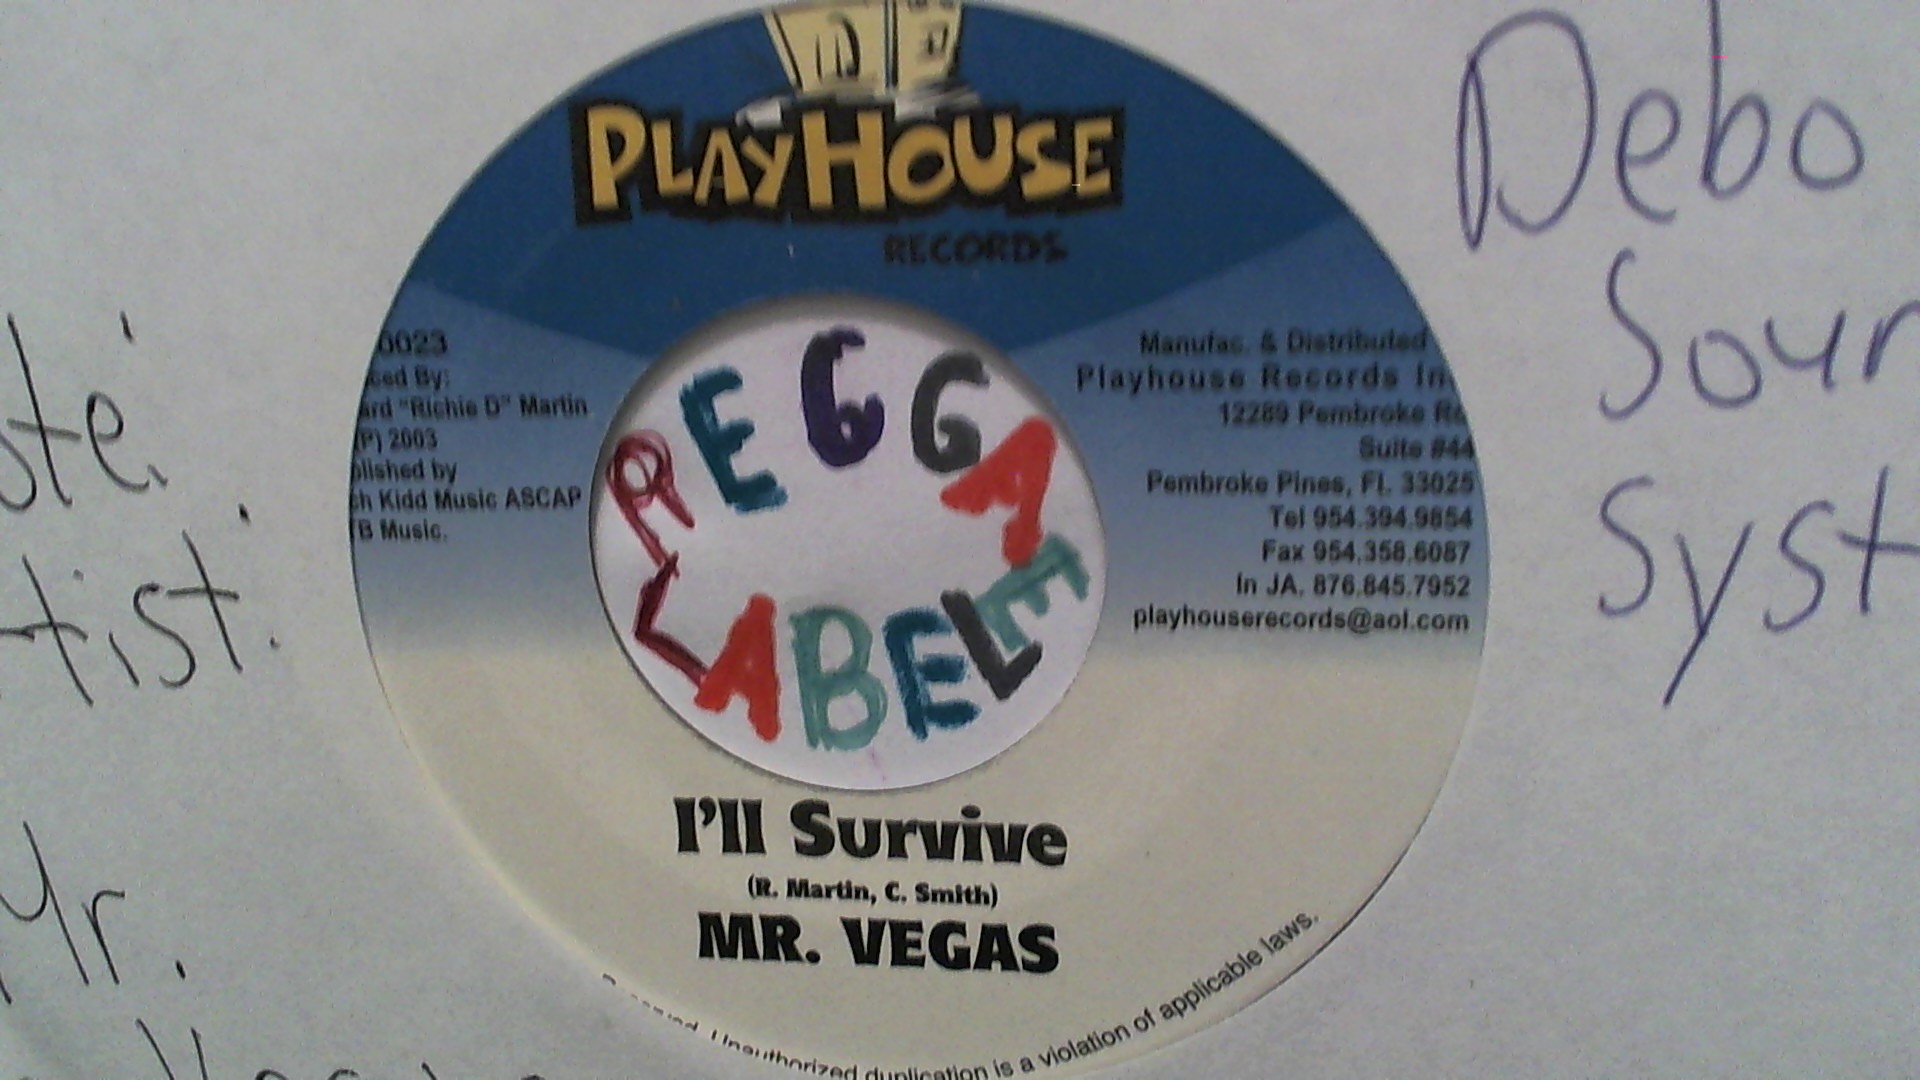 PLAYHOUSE
RECORDS
0023
ced By:
ard "Richie D" Martin
(P) 2003
blished by
ch Kidd Music ASCAP
B Music.
Manufac. & Distributed
Playhouse Records In
12289 Pembroke R
Suite #44
Pembroke Pines, FL 33025
Tel 954.394.9854
Fax 954.358.6087
In JA. 876.845.7952
playhouserecords@aol.com
REGGAE
LABEL
I'll Survive
(R. Martin, C. Smith)
MR. VEGAS
Unauthorized duplication is a violation of applicable laws.
Debo
Soun
Syst
ste:
tist:
Mr.